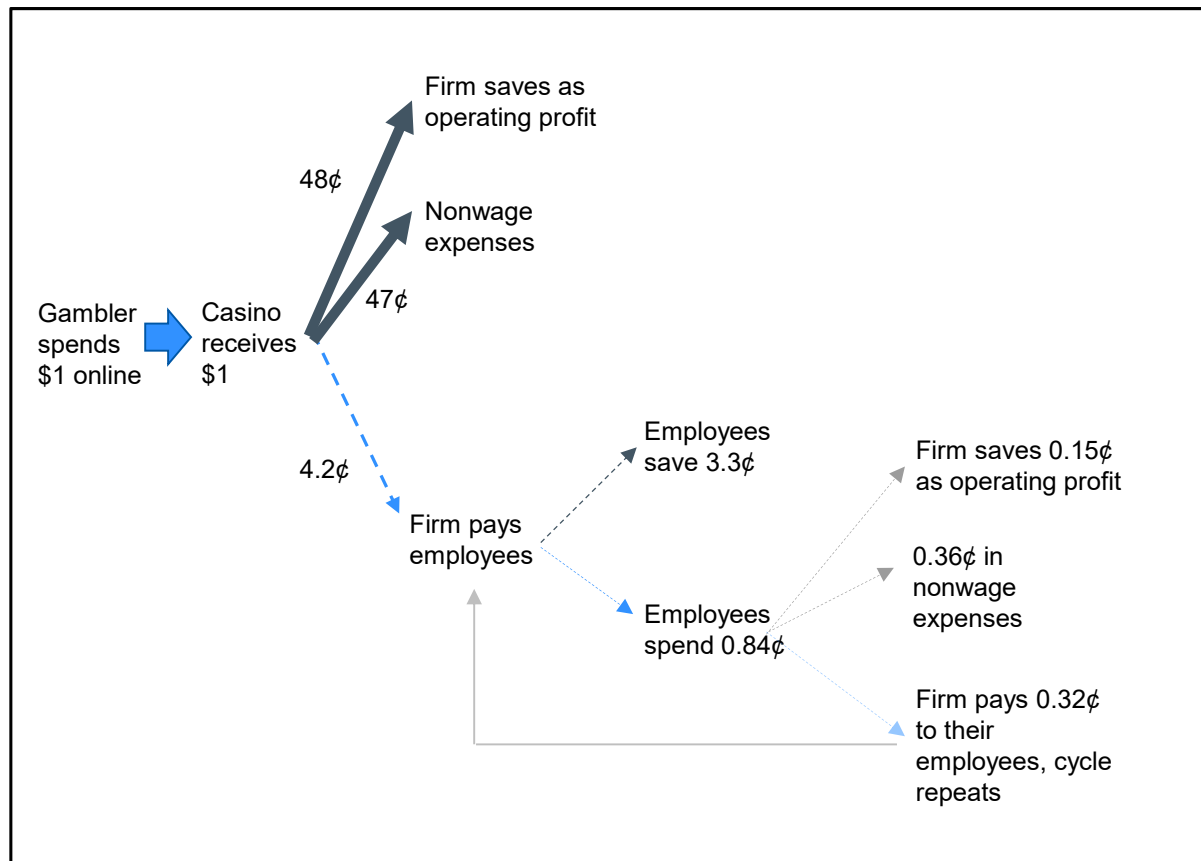 Firm saves as
operating profit
48¢
Nonwage
expenses
47¢
Gambler
spends
$1 online
Casino
receives
$1
4.2¢
Firm pays
employees
Employees
save 3.3¢
Employees
spend 0.84¢
Firm saves 0.15¢
as operating profit
0.36¢ in
nonwage
expenses
Firm pays 0.32¢
to their
employees, cycle
repeats